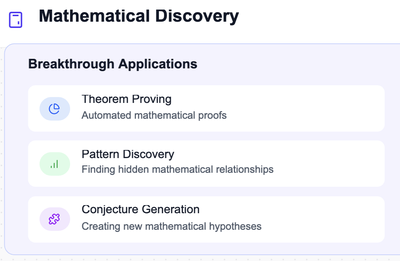 Mathematical Discovery
Breakthrough Applications
Theorem Proving
Automated mathematical proofs
Pattern Discovery
Finding hidden mathematical relationships
Conjecture Generation
Creating new mathematical hypotheses